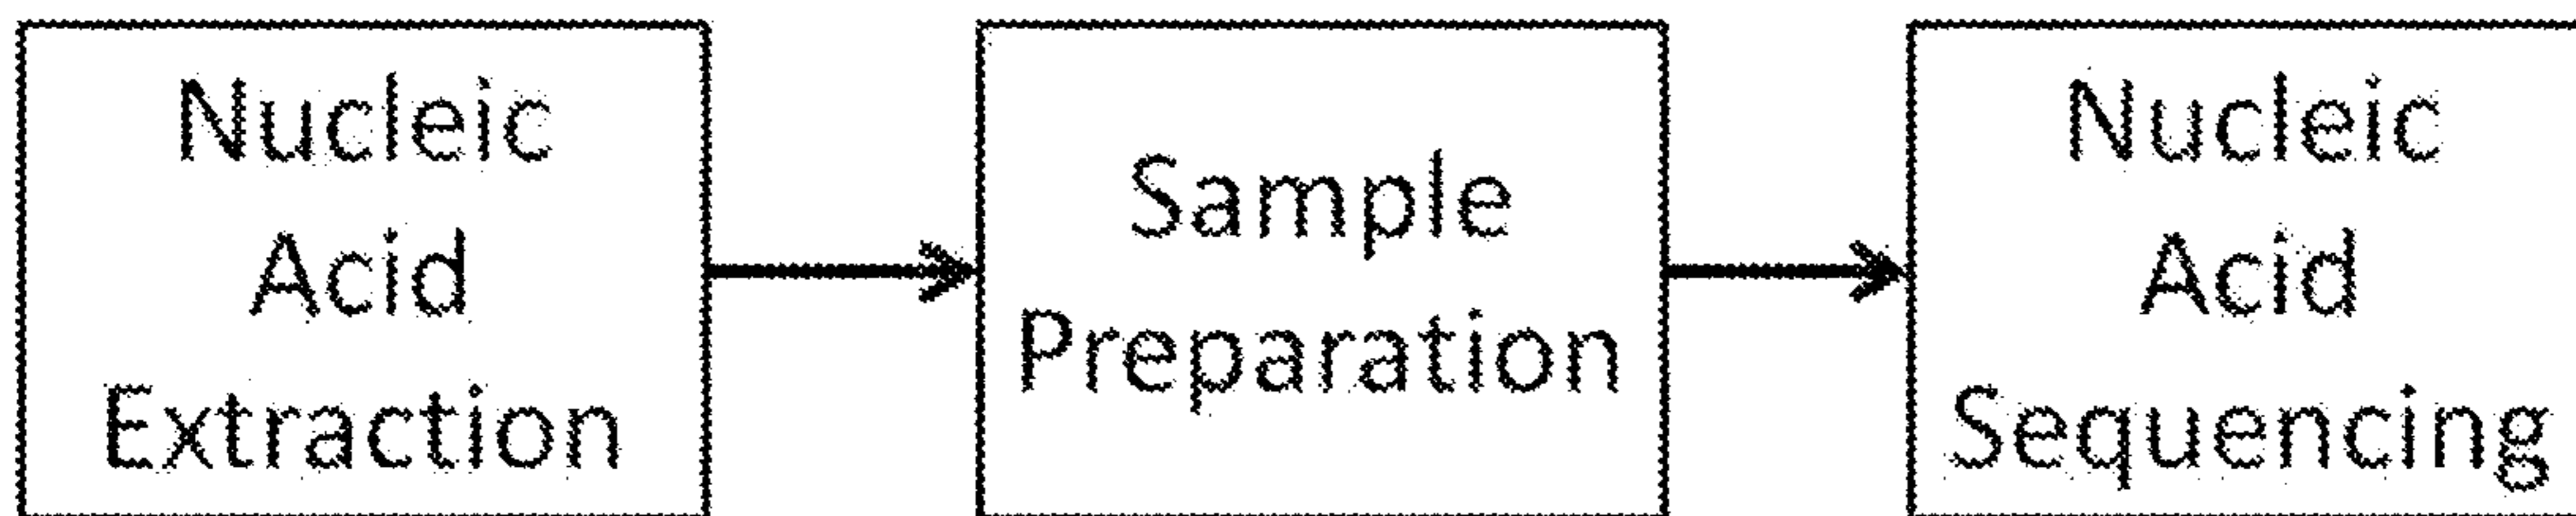 Nucleic
Acid
Extraction
Sample
Preparation
Nucleic
Acid
Sequencing